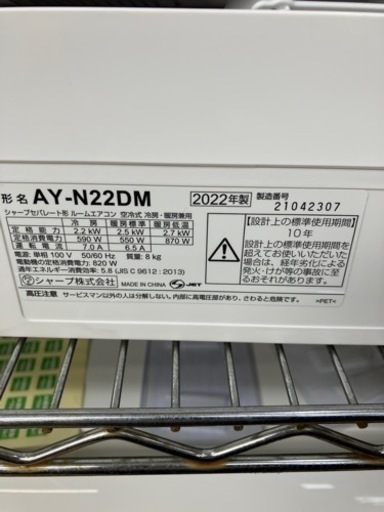 形名 AY-N22DM 2022年製 製造番号 21042307
シャープセパレート形 ルームエアコン 空冷式 冷房・暖房兼用
冷房 暖房標準 暖房低温
定格能力 2.2 kW 2.5 kW 2.7 kW
定格消費電力 590 W 550 W 870 W
運転電流 7.0 A 6.5 A
電源:単相 100 V 50/60 Hz 質量:8 kg
電動機の定格消費電力:820 W
通年エネルギー消費効率:5.8 (JIS C 9612:2013)
シャープ株式会社 MADE IN CHINA JET
高圧注意 サービスマン以外の人は分解しない。内部に高電圧部があり、さわると危険です。
【設計上の標準使用期間】
10年
設計上の標準使用期間を
超えてお使いいただいた
場合は、経年劣化による
発火・けが等の事故に至
るおそれがあります。
>PET<